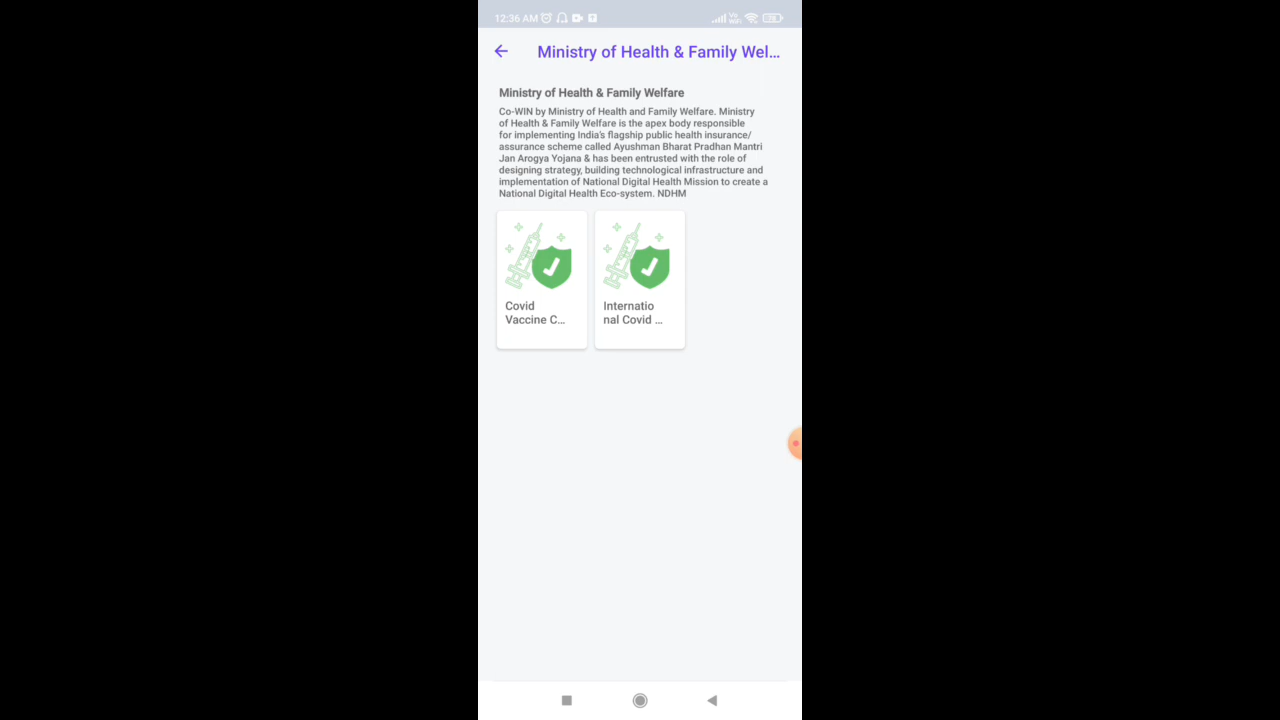 12:36 AM
Vo
WiFi
Ministry of Health & Family Wel...
Ministry of Health & Family Welfare
Co-WIN by Ministry of Health and Family Welfare. Ministry
of Health & Family Welfare is the apex body responsible
for implementing India's flagship public health insurance/
assurance scheme called Ayushman Bharat Pradhan Mantri
Jan Arogya Yojana & has been entrusted with the role of
designing strategy, building technological infrastructure and
implementation of National Digital Health Mission to create a
National Digital Health Eco-system. NDHM
Covid
Vaccine C...
Internatio
nal Covid ...